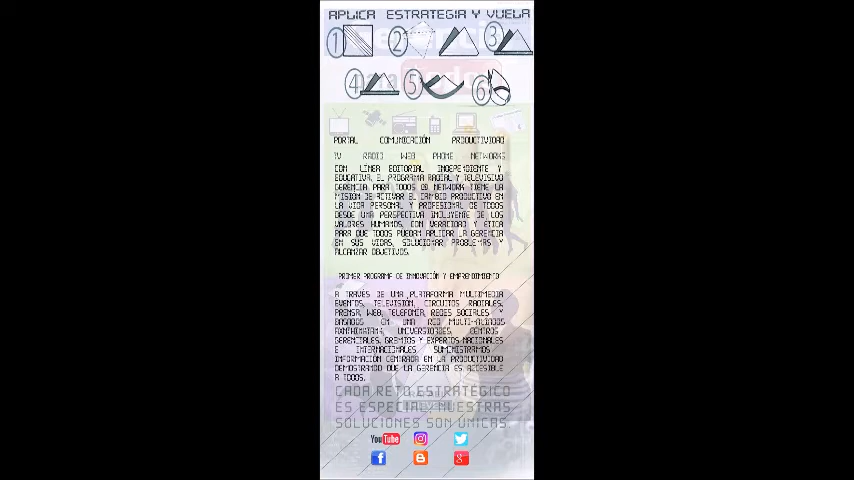 APLICA ESTRATEGIA Y VUELA
1 2 3
4 5 6
PORTAL COMUNICACIÓN PRODUCTIVIDAD
TV RADIO WEB PHONE NETWORKS
CON LÍNEA EDITORIAL INDEPENDIENTE Y
EDUCATIVA, EL PROGRAMA RADIAL Y TELEVISIVO
GERENCIA PARA TODOS @ NETWORK TIENE LA
MISIÓN DE ACTIVAR EL CAMBIO PRODUCTIVO EN
LA VIDA PERSONAL Y PROFESIONAL DE TODOS
DESDE UNA PERSPECTIVA INCLUYENTE DE LOS
VALORES HUMANOS, CON VERACIDAD Y ÉTICA
PARA QUE TODOS PUEDAN APLICAR LA GERENCIA
EN SUS VIDAS, SOLUCIONAR PROBLEMAS Y
ALCANZAR OBJETIVOS.
PRIMER PROGRAMA DE INNOVACIÓN Y EMPRENDIMIENTO
A TRAVÉS DE UNA PLATAFORMA MULTIMEDIA
EVENTOS, TELEVISIÓN, CIRCUITOS RADIALES,
PRENSA, WEB, TELEFONÍA, REDES SOCIALES Y
BASADOS EN UNA RED MULTI-ALIADOS
UNIVERSIDADES, CENTROS
GERENCIALES, GREMIOS Y EXPERTOS NACIONALES
E INTERNACIONALES SUMINISTRAMOS
INFORMACIÓN CENTRADA EN LA PRODUCTIVIDAD
DEMOSTRANDO QUE LA GERENCIA ES ACCESIBLE
A TODOS.
CADA RETO ESTRATÉGICO
ES ESPECIAL, NUESTRAS
SOLUCIONES SON ÚNICAS.
YouTube